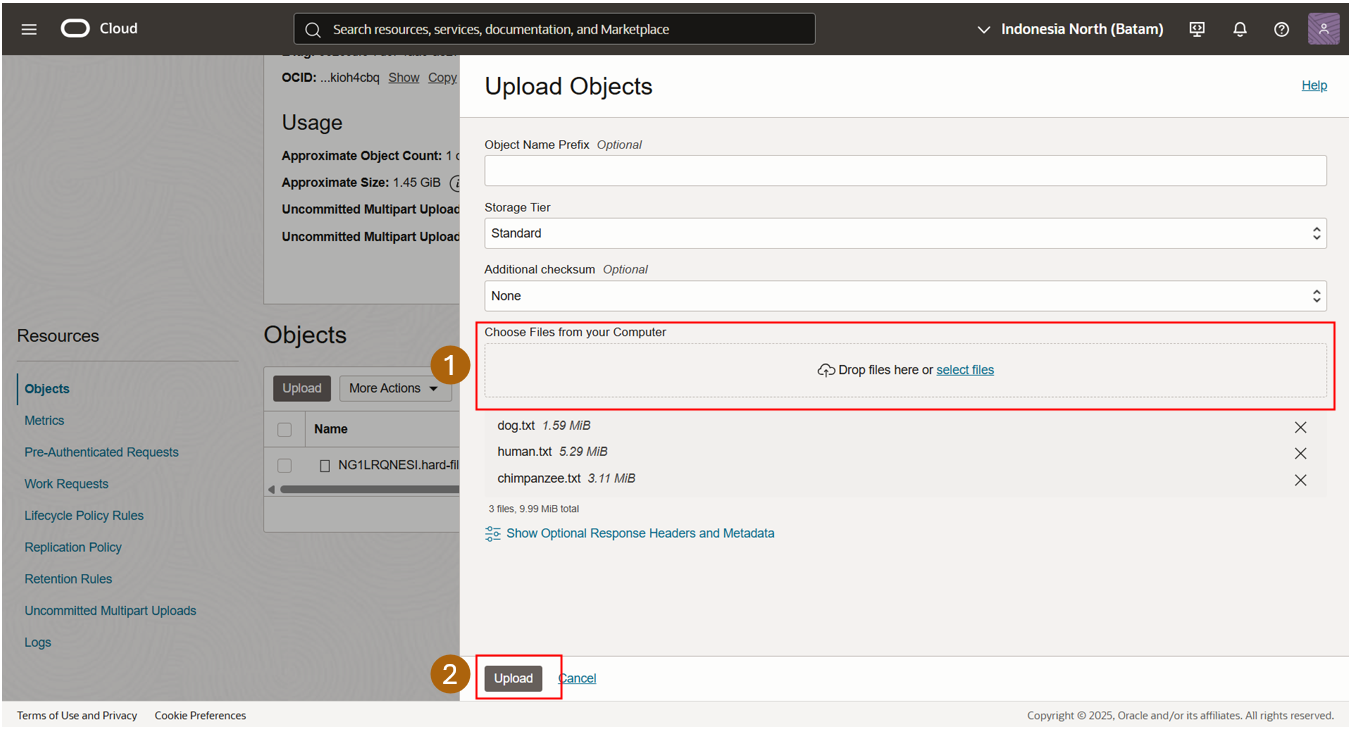 Cloud
Search resources, services, documentation, and Marketplace
Indonesia North (Batam)
OCID: ...kioh4cbq Show Copy
Usage
Approximate Object Count: 1
Approximate Size: 1.45 GiB
Uncommitted Multipart
Uncommitted Multipart
Resources
Objects
Metrics
Pre-Authenticated Requests
Work Requests
Lifecycle Policy Rules
Replication Policy
Retention Rules
Uncommitted Multipart Uploads
Logs
Objects
Upload More Actions
Name
NG1LRQNESI.hard-fil
Upload Objects
Help
Object Name Prefix Optional
Storage Tier
Standard
Additional checksum Optional
None
1
Choose Files from your Computer
Drop files here or select files
dog.txt 1.59 MiB
human.txt 5.29 MiB
chimpanzee.txt 3.11 MiB
3 files, 9.99 MiB total
Show Optional Response Headers and Metadata
2
Upload Cancel
Terms of Use and Privacy Cookie Preferences
Copyright © 2025, Oracle and/or its affiliates. All rights reserved.